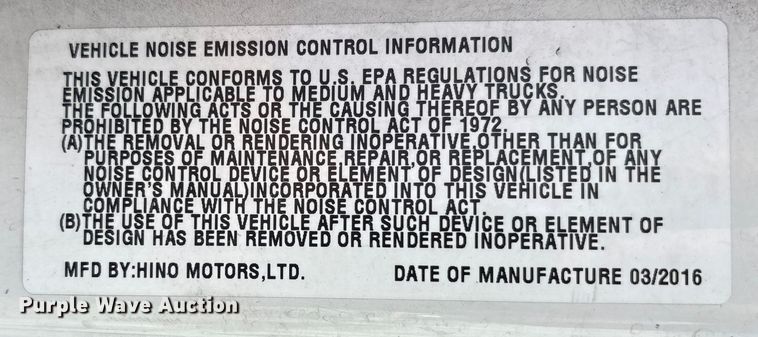 VEHICLE NOISE EMISSION CONTROL INFORMATION
THIS VEHICLE CONFORMS TO U.S. EPA REGULATIONS FOR NOISE
EMISSION APPLICABLE TO MEDIUM AND HEAVY TRUCKS.
THE FOLLOWING ACTS OR THE CAUSING THEREOF BY ANY PERSON ARE
PROHIBITED BY THE NOISE CONTROL ACT OF 1972.
(A)THE REMOVAL OR RENDERING INOPERATIVE,OTHER THAN FOR
PURPOSES OF MAINTENANCE,REPAIR,OR REPLACEMENT,OF ANY
NOISE CONTROL DEVICE OR ELEMENT OF DESIGN(LISTED IN THE
OWNER'S MANUAL)INCORPORATED INTO THIS VEHICLE IN
COMPLIANCE WITH THE NOISE CONTROL ACT.
(B)THE USE OF THIS VEHICLE AFTER SUCH DEVICE OR ELEMENT OF
DESIGN HAS BEEN REMOVED OR RENDERED INOPERATIVE.
MFD BY:HINO MOTORS,LTD. DATE OF MANUFACTURE 03/2016
Purple Wave Auction